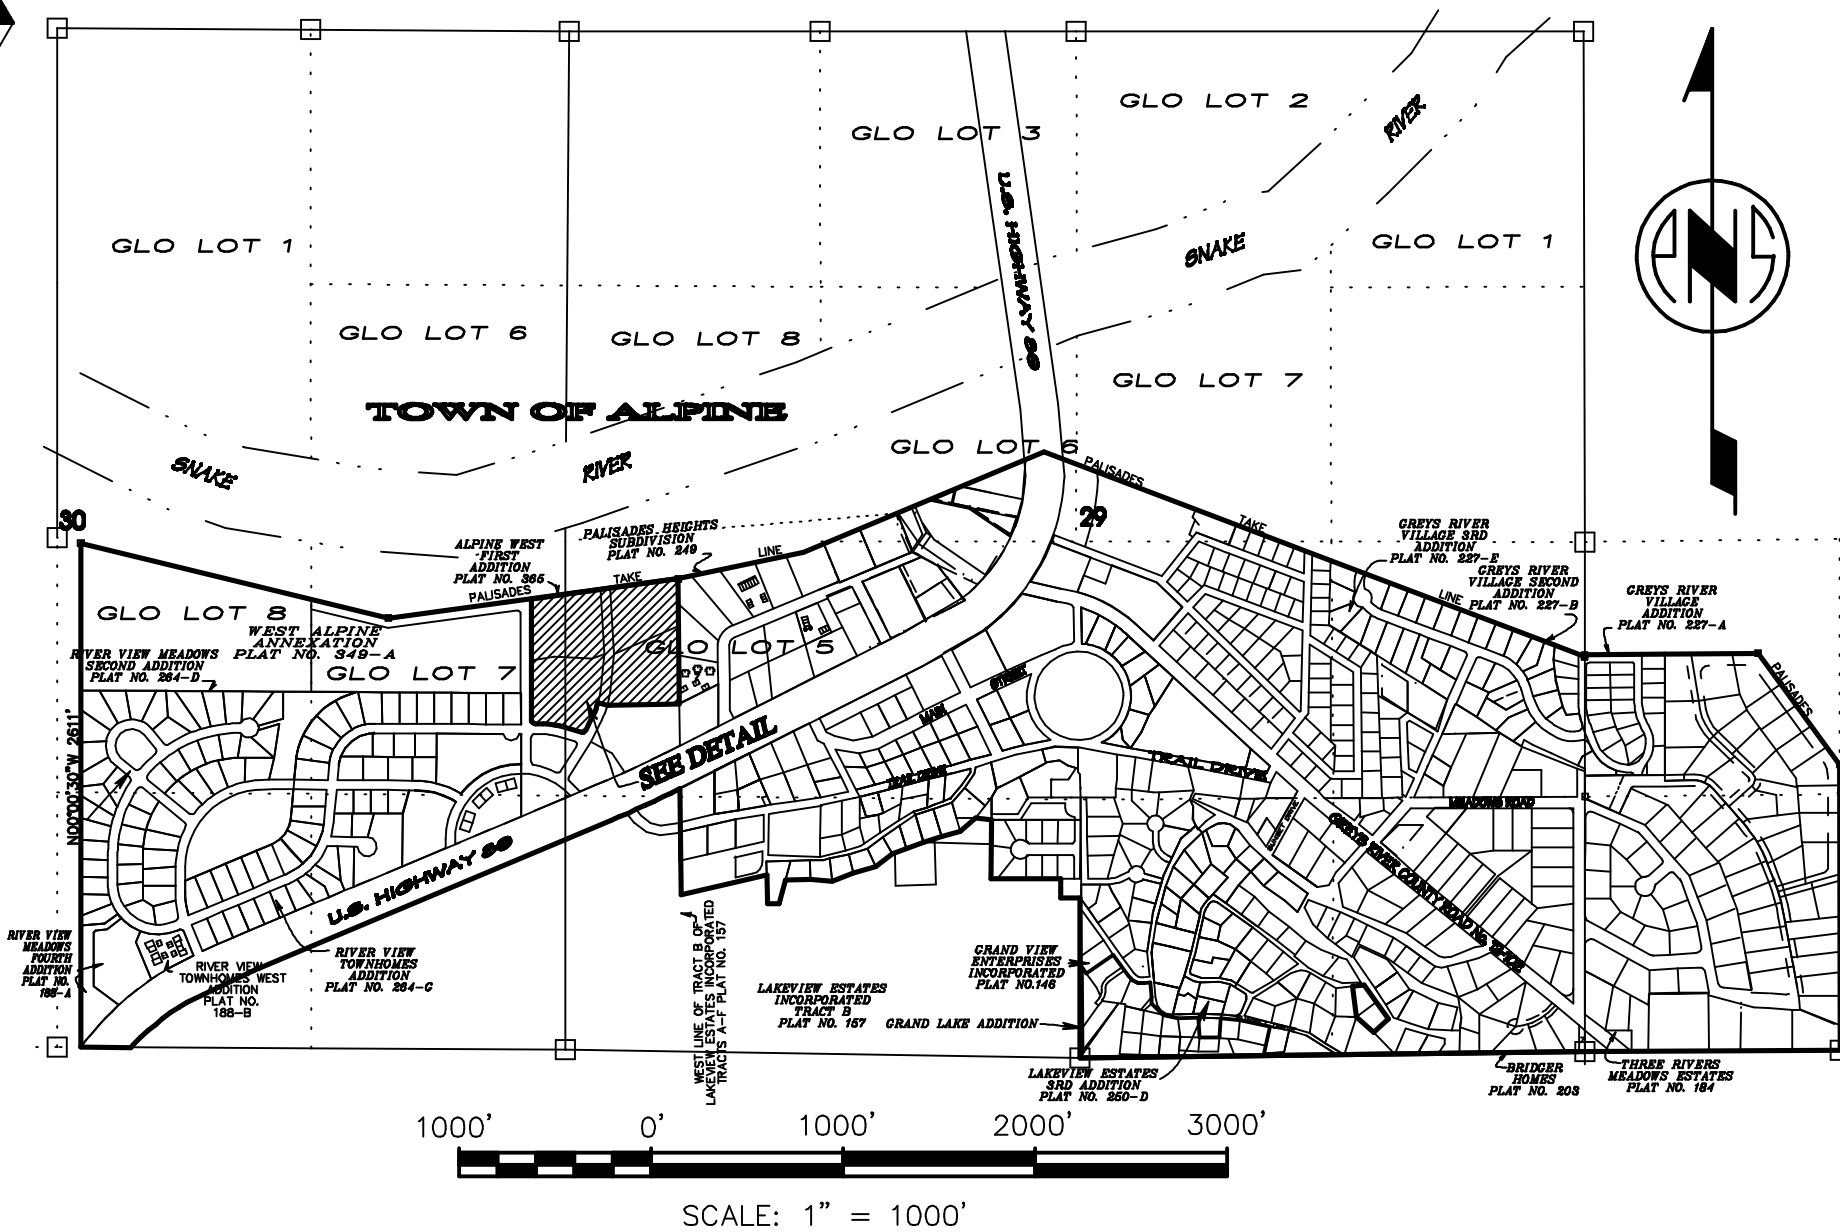 GLO LOT 2
GLO LOT 3
RIVER
GLO LOT 1
U.S. HIGHWAY 89
SNAKE
GLO LOT 1
N
GLO LOT 6
GLO LOT 8
GLO LOT 7
TOWN OF ALPINE
GLO LOT 6
SNAKE
RIVER
PALISADES
30
29
TAKE
PALISADES HEIGHTS
SUBDIVISION
PLAT NO. 249
ALPINE WEST
FIRST
ADDITION
PLAT NO. 365
LINE
TAKE
PALISADES
GREYS RIVER
VILLAGE 3RD
ADDITION
PLAT NO. 227-E
GREYS RIVER
VILLAGE SECOND
ADDITION
PLAT NO. 227-B
LINE
GREYS RIVER
VILLAGE
ADDITION
PLAT NO. 227-A
GLO LOT 8
WEST ALPINE
ANNEXATION
PLAT NO. 349-A
RIVER VIEW MEADOWS
SECOND ADDITION
PLAT NO. 264-D
GLO LOT 7
GLO LOT 5
PALISADES
STREET
MAIN
SEE DETAIL
TRAIL DRIVE
TRAIL DRIVE
N00°00'30"W 2611'
MEADOWS ROAD
SUNSET DRIVE
U.S. HIGHWAY 89
RIVER VIEW
MEADOWS
FOURTH
ADDITION
PLAT NO.
188-A
RIVER VIEW
TOWNHOMES WEST
ADDITION
PLAT NO.
188-B
RIVER VIEW
TOWNHOMES
ADDITION
PLAT NO. 264-G
WEST LINE OF TRACT B OF
LAKEVIEW ESTATES INCORPORATED
TRACTS A-F PLAT NO. 157
LAKEVIEW ESTATES
INCORPORATED
TRACT B
PLAT NO. 157
GRAND VIEW
ENTERPRISES
INCORPORATED
PLAT NO.146
GRAND LAKE ADDITION
LAKEVIEW ESTATES
3RD ADDITION
PLAT NO. 250-D
GREYS RIVER COUNTY ROAD No.
BRIDGER
HOMES
PLAT NO. 203
THREE RIVERS
MEADOWS ESTATES
PLAT NO. 184
1000' 0' 1000' 2000' 3000'
SCALE: 1" = 1000'